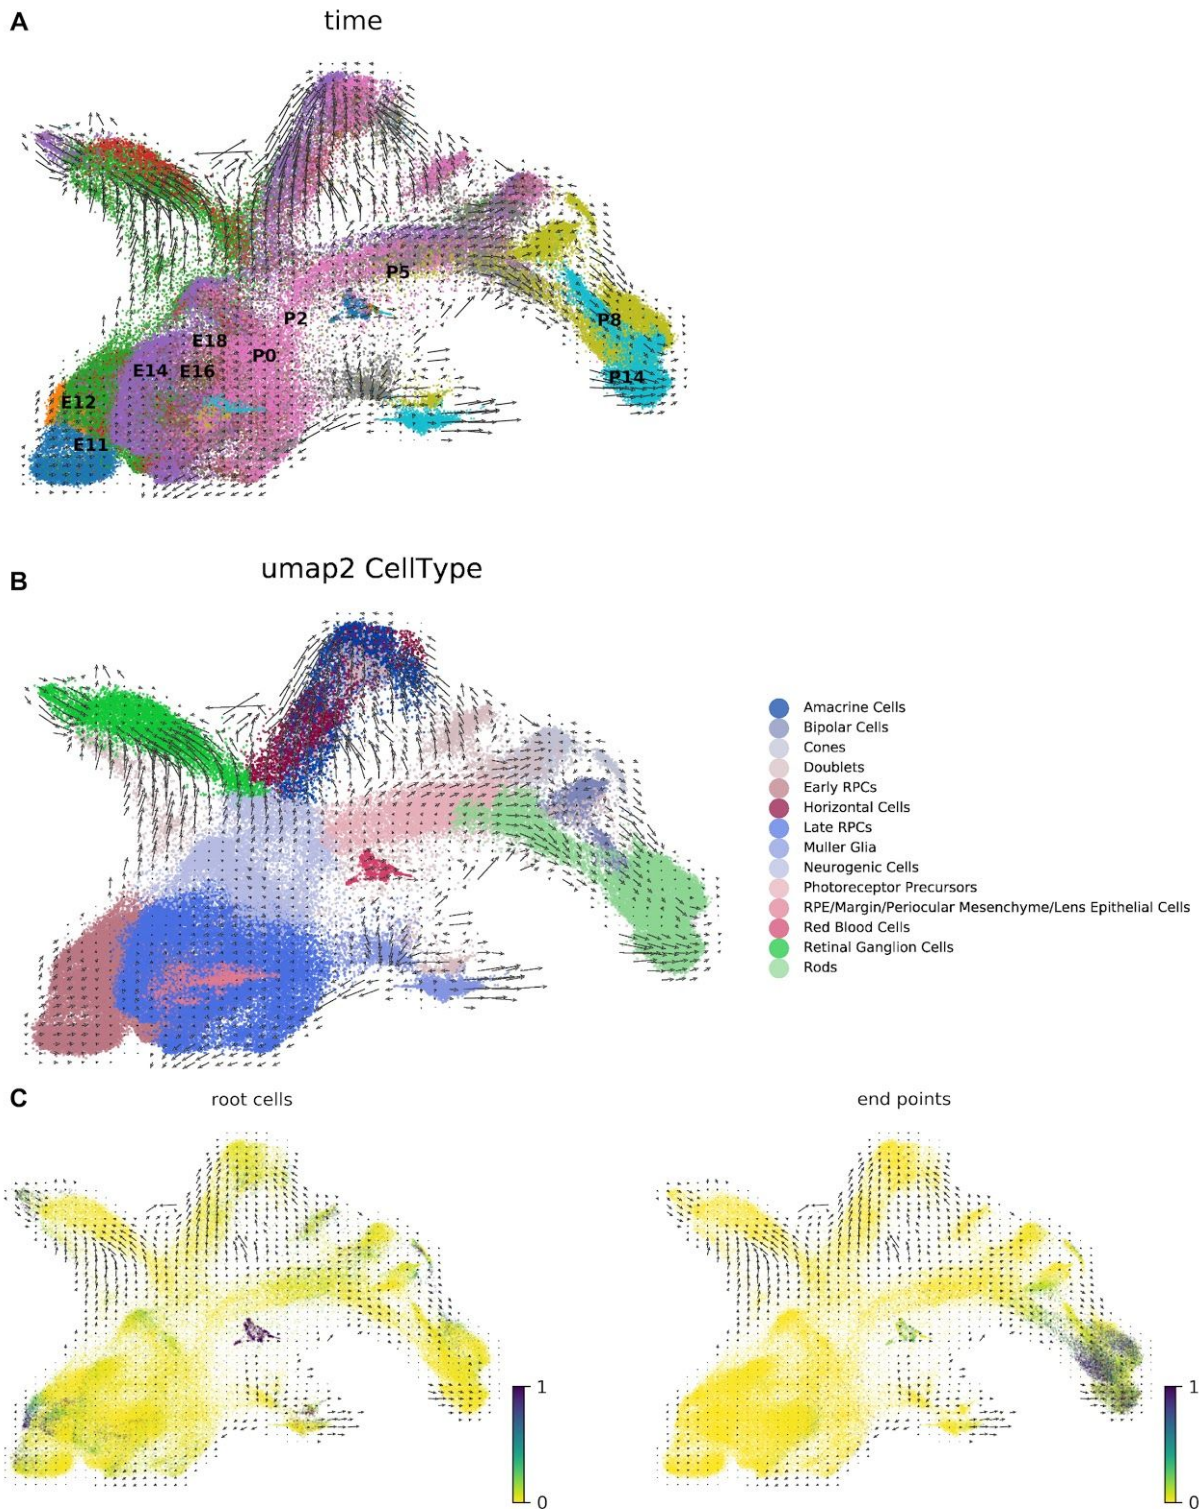 A
time
P5
P2
P8
E18
P0
E14 E16
P14
E12
E11
B
umap2 CellType
Amacrine Cells
Bipolar Cells
Cones
Doublets
Early RPCs
Horizontal Cells
Late RPCs
Muller Glia
Neurogenic Cells
Photoreceptor Precursors
RPE/Margin/Periocular Mesenchyme/Lens Epithelial Cells
Red Blood Cells
Retinal Ganglion Cells
Rods
C
root cells
end points
1
0
1
0